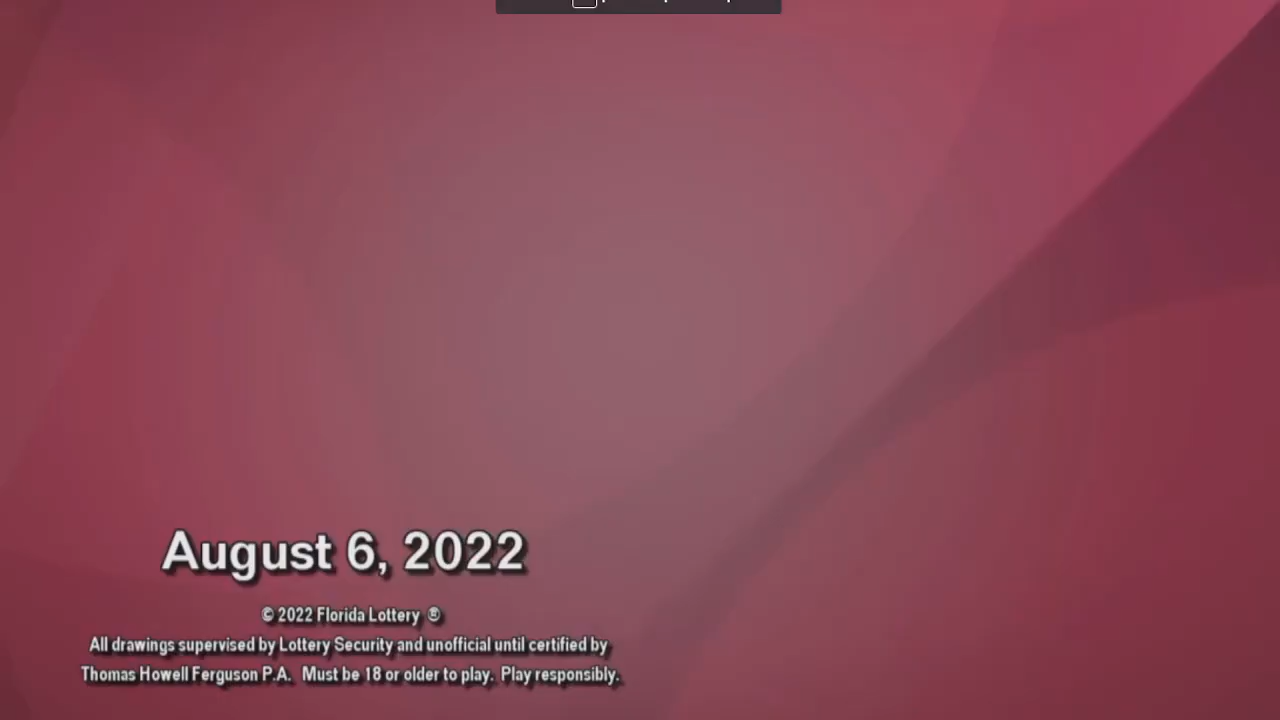 August 6, 2022
© 2022 Florida Lottery ®
All drawings supervised by Lottery Security and unofficial until certified by
Thomas Howell Ferguson P.A. Must be 18 or older to play. Play responsibly.